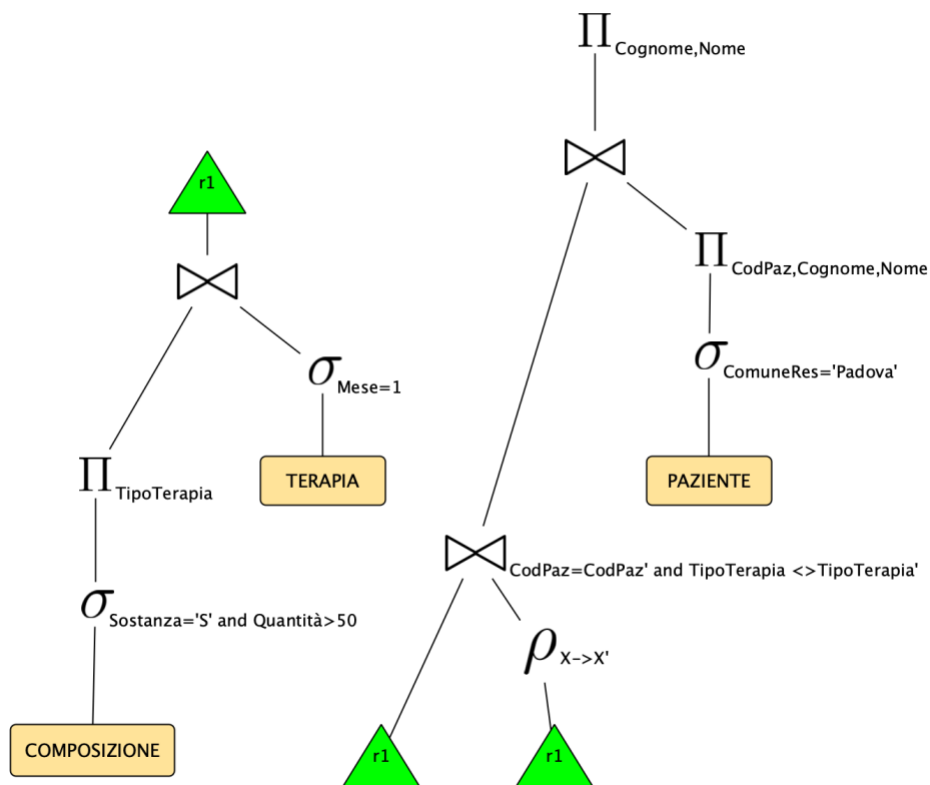 r1
⋈
σ Mese=1
TERAPIA
Π TipoTerapia
σ Sostanza='S' and Quantità>50
COMPOSIZIONE
Π Cognome,Nome
⋈
Π CodPaz,Cognome,Nome
σ ComuneRes='Padova'
PAZIENTE
⋈ CodPaz=CodPaz' and TipoTerapia <>TipoTerapia'
ρ X->X'
r1
r1